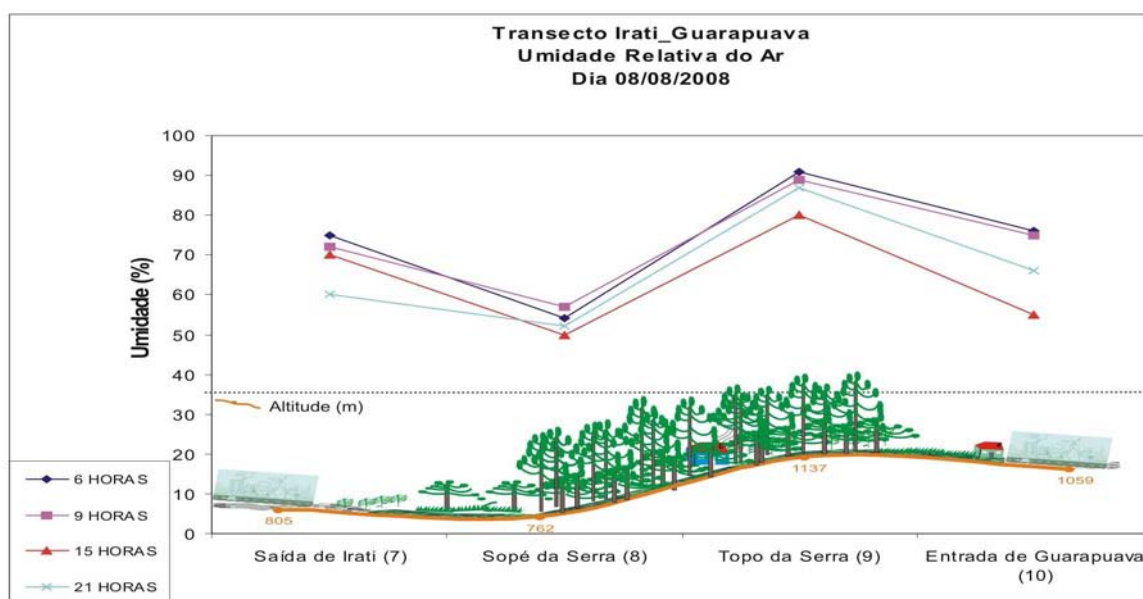 Transecto Irati_Guarapuava
Umidade Relativa do Ar
Dia 08/08/2008
Umidade (%)
100
90
80
70
60
50
40
30
20
10
0
Altitude (m)
805
762
1137
1059
Saída de Irati (7)
Sopé da Serra (8)
Topo da Serra (9)
Entrada de Guarapuava
(10)
6 HORAS
9 HORAS
15 HORAS
21 HORAS